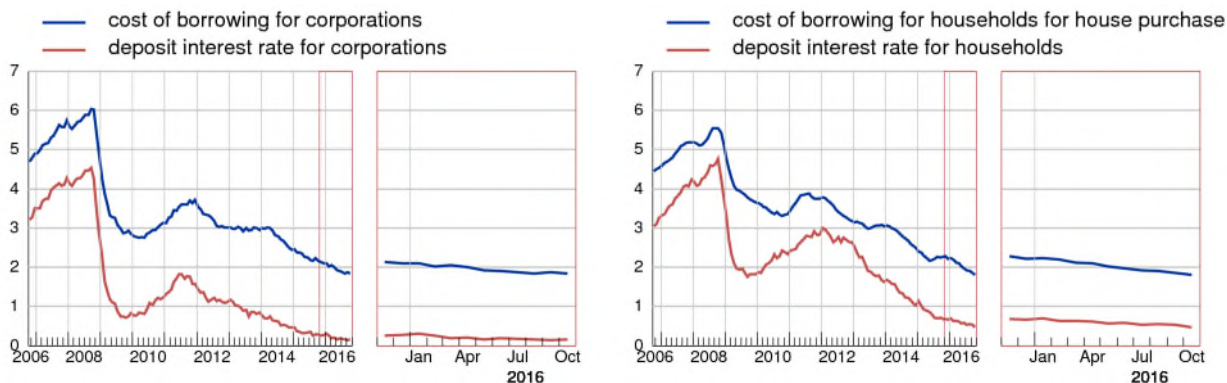 cost of borrowing for corporations
deposit interest rate for corporations
7
6
5
4
3
2
1
0
2006 2008 2010 2012 2014 2016
Jan Apr Jul Oct
2016
cost of borrowing for households for house purchase
deposit interest rate for households
7
6
5
4
3
2
1
0
2006 2008 2010 2012 2014 2016
Jan Apr Jul Oct
2016